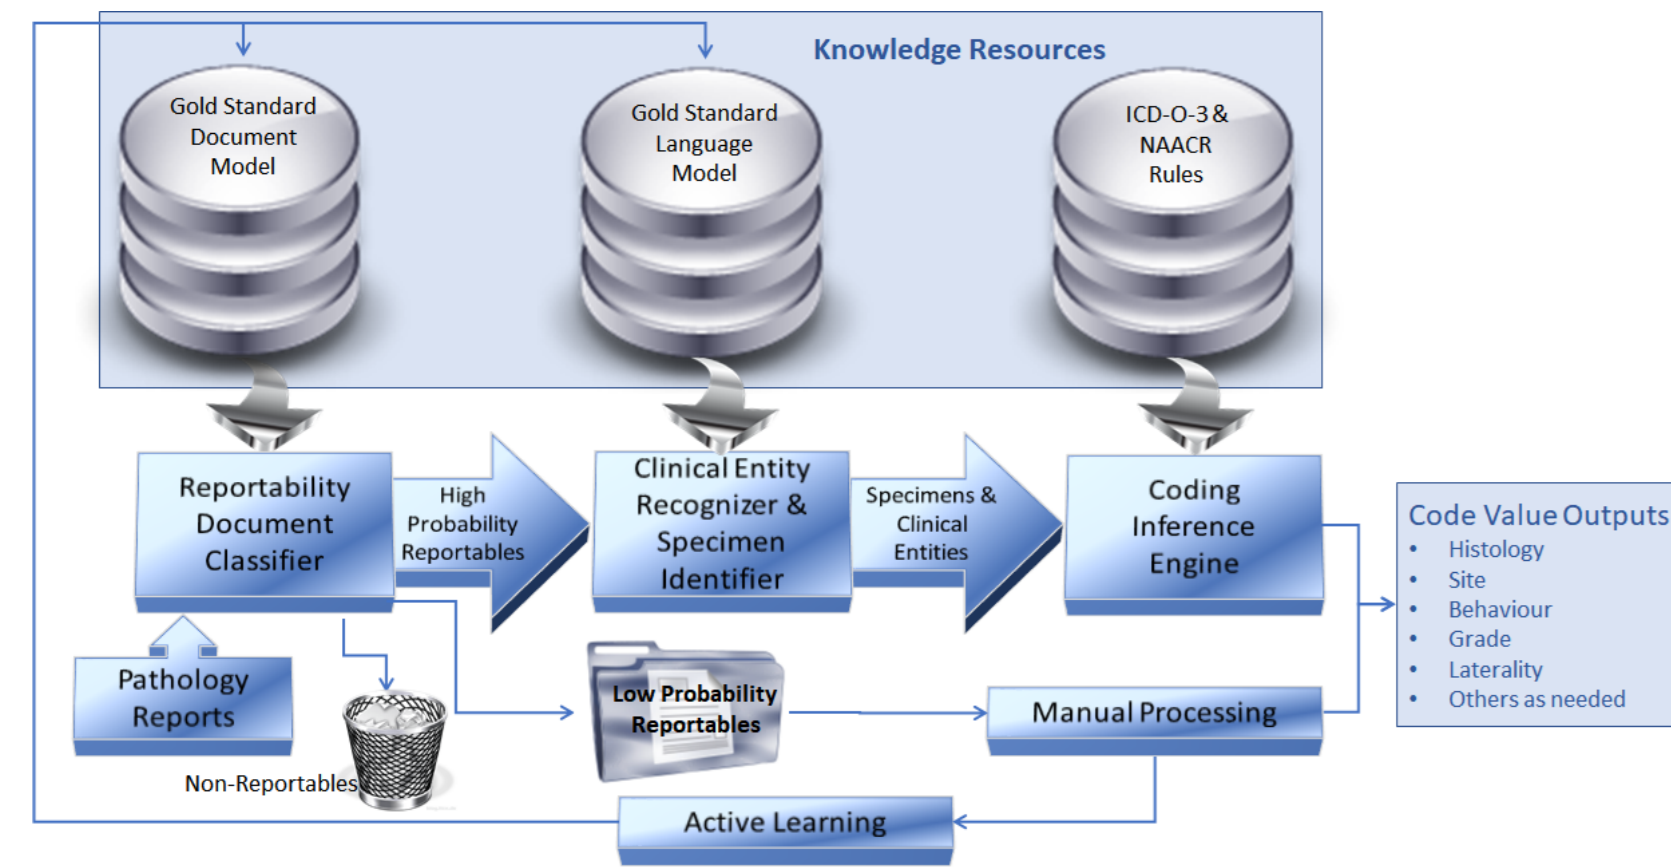 Knowledge Resources
Gold Standard
Document
Model
Gold Standard
Language
Model
ICD-O-3 &
NAACR
Rules
Reportability
Document
Classifier
High
Probability
Reportables
Clinical Entity
Recognizer &
Specimen
Identifier
Specimens &
Clinical
Entities
Coding
Inference
Engine
Code Value Outputs
• Histology
• Site
• Behaviour
• Grade
• Laterality
• Others as needed
Pathology
Reports
Non-Reportables
Low Probability
Reportables
Manual Processing
Active Learning